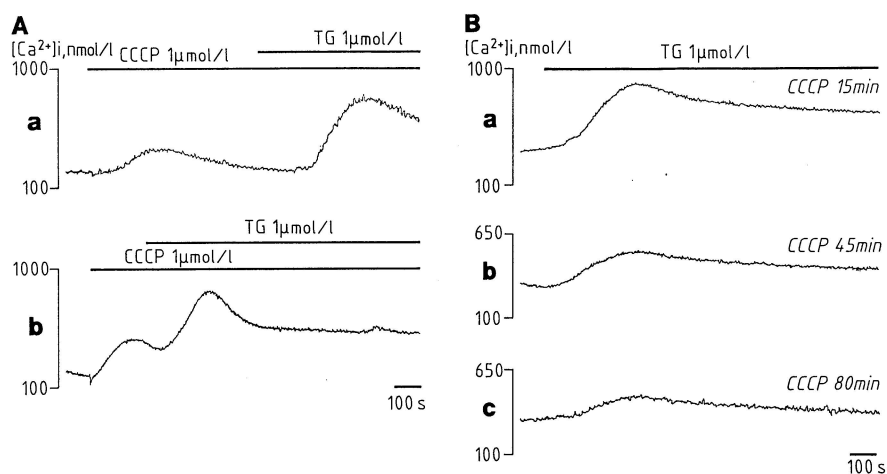 A
[Ca²⁺]i,nmol/l
CCCP 1µmol/l
TG 1µmol/l
1000
a
100
TG 1µmol/l
CCCP 1µmol/l
1000
b
100
100 s
B
[Ca²⁺]i,nmol/l
TG 1µmol/l
1000
CCCP 15min
a
100
650
CCCP 45min
b
100
650
CCCP 80min
c
100
100 s